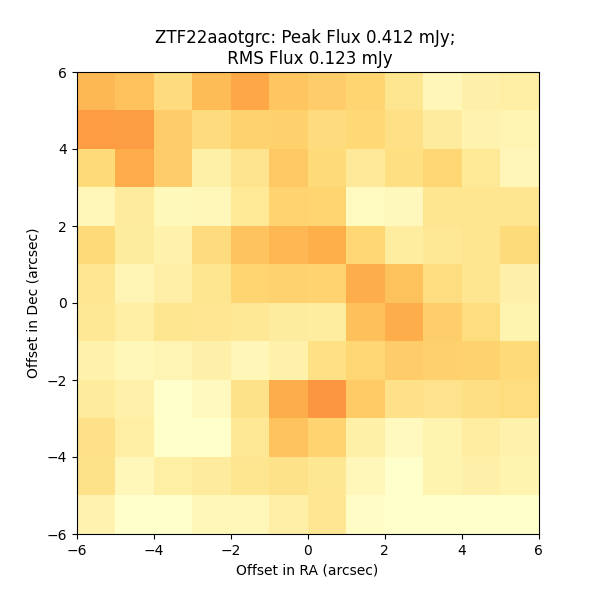 ZTF22aaotgrc: Peak Flux 0.412 mJy;
RMS Flux 0.123 mJy
6
4
2
0
−2
−4
−6
Offset in Dec (arcsec)
−6 −4 −2 0 2 4 6
Offset in RA (arcsec)